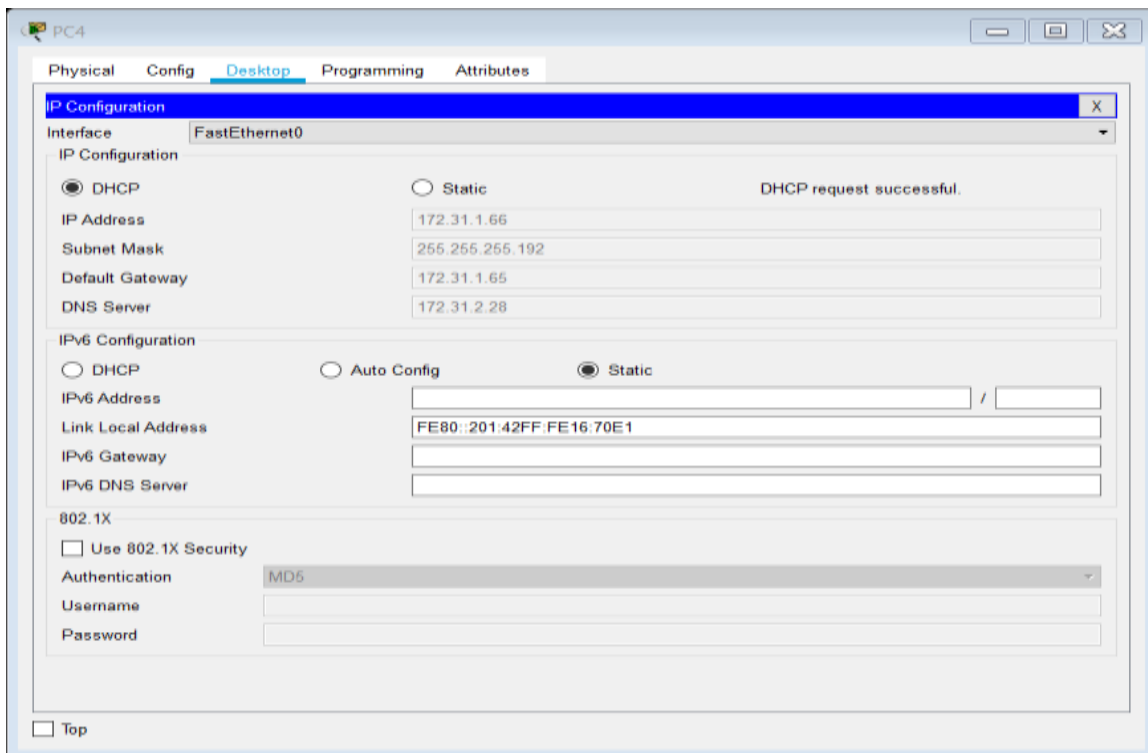 PC4
Physical Config Desktop Programming Attributes
IP Configuration X
Interface FastEthernet0
IP Configuration
DHCP Static DHCP request successful.
IP Address 172.31.1.66
Subnet Mask 255.255.255.192
Default Gateway 172.31.1.65
DNS Server 172.31.2.28
IPv6 Configuration
DHCP Auto Config Static
IPv6 Address /
Link Local Address FE80::201:42FF:FE16:70E1
IPv6 Gateway
IPv6 DNS Server
802.1X
Use 802.1X Security
Authentication MD5
Username
Password
Top